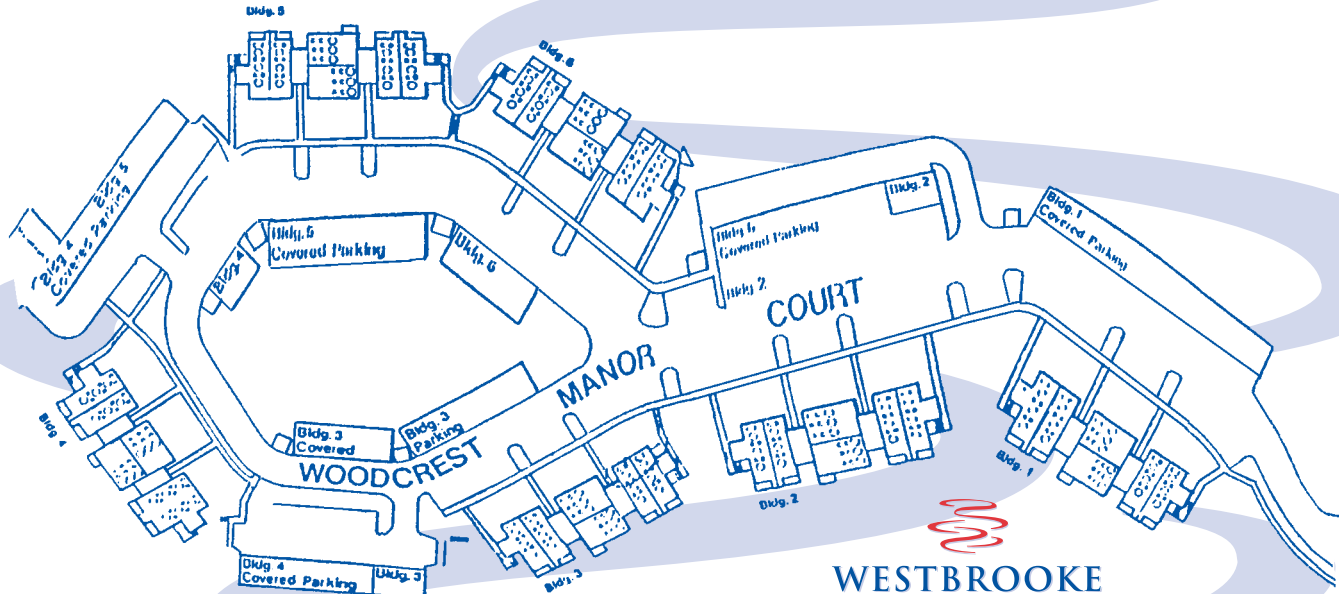 Bldg. 5
Bldg. 6
Bldg. 5
Bldg. 4
Covered Parking
Bldg. 2
Bldg. 1
Covered Parking
Bldg. 5
Covered Parking
Bldg. 6
Bldg. 4
Bldg. 6
Covered Parking
Bldg. 2
COURT
MANOR
WOODCREST
Bldg. 3
Covered
Bldg. 3
Parking
Bldg. 4
Bldg. 1
Bldg. 2
Bldg. 3
Bldg. 4
Covered Parking
Bldg. 3
WESTBROOKE